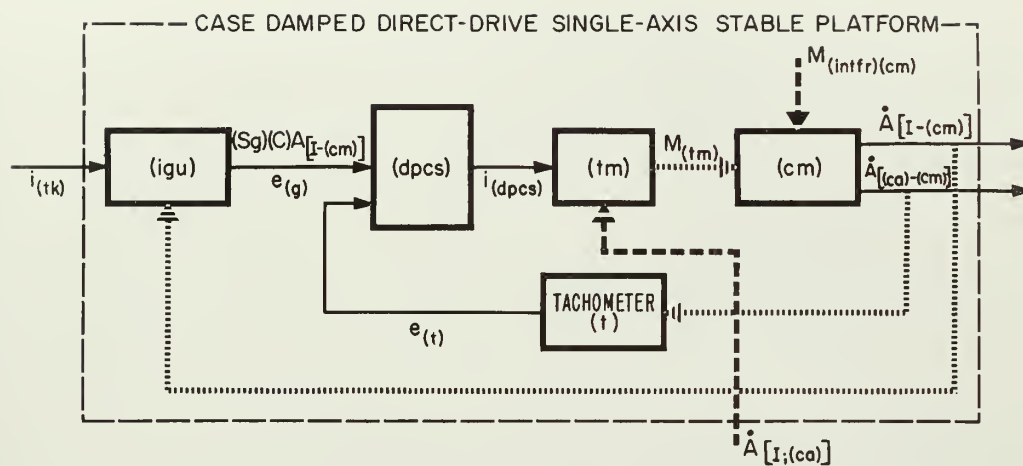 CASE DAMPED DIRECT-DRIVE SINGLE-AXIS STABLE PLATFORM
M(intfr)(cm)
i(tk)
(igu)
(Sg)(C)A[I-(cm)]
e(g)
(dpcs)
i(dpcs)
(tm)
M(tm)
(cm)
Ȧ[I-(cm)]
Ȧ[(ca)-(cm)]
TACHOMETER
(t)
e(t)
Ȧ[I;(ca)]